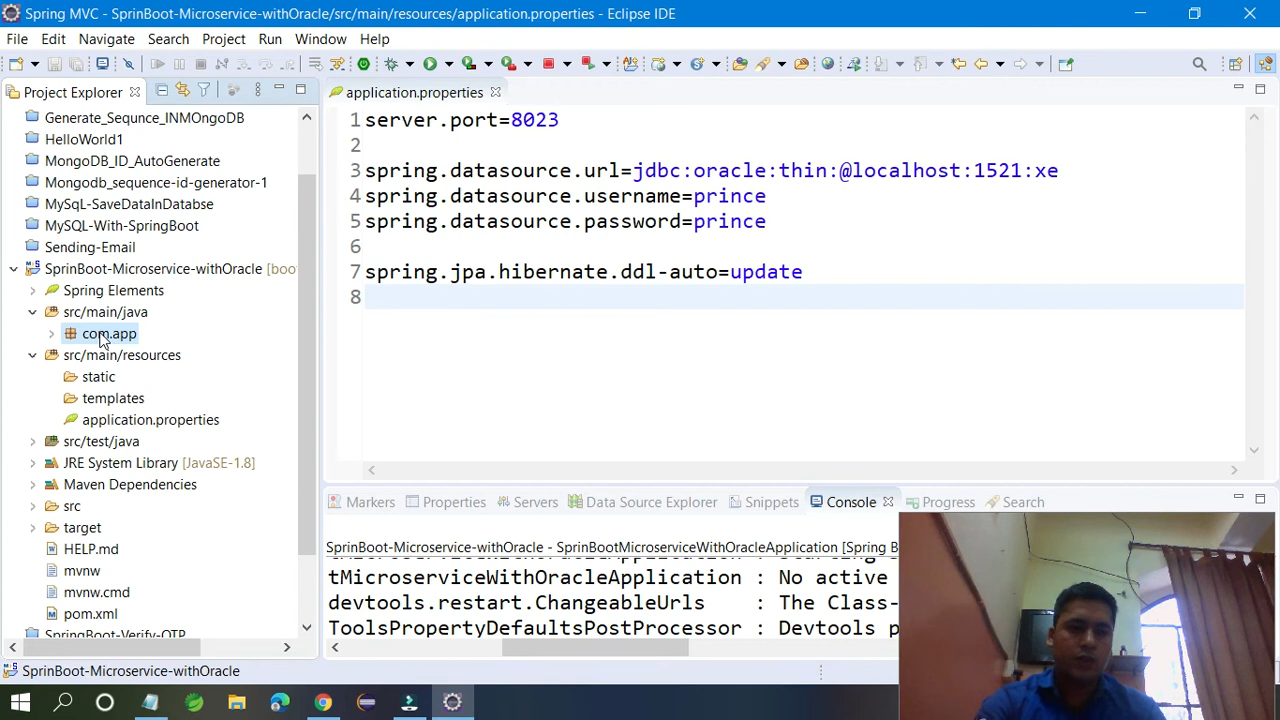 Spring MVC - SprinBoot-Microservice-withOracle/src/main/resources/application.properties - Eclipse IDE
File Edit Navigate Search Project Run Window Help
Project Explorer
Generate_Sequnce_INMOngoDB
HelloWorld1
MongoDB_ID_AutoGenerate
Mongodb_sequence-id-generator-1
MySqL-SaveDataInDatabse
MySQL-With-SpringBoot
Sending-Email
SprinBoot-Microservice-withOracle [boo
Spring Elements
src/main/java
com.app
src/main/resources
static
templates
application.properties
src/test/java
JRE System Library [JavaSE-1.8]
Maven Dependencies
src
target
HELP.md
mvnw
mvnw.cmd
pom.xml
SpringBoot-Verify-OTP
application.properties
1 server.port=8023
2
3 spring.datasource.url=jdbc:oracle:thin:@localhost:1521:xe
4 spring.datasource.username=prince
5 spring.datasource.password=prince
6
7 spring.jpa.hibernate.ddl-auto=update
8
Markers Properties Servers Data Source Explorer Snippets Console Progress Search
SprinBoot-Microservice-withOracle - SprinBootMicroserviceWithOracleApplication [Spring B
tMicroserviceWithOracleApplication : No active
devtools.restart.ChangeableUrls : The Class-
ToolsPropertyDefaultsPostProcessor : Devtools p
SprinBoot-Microservice-withOracle